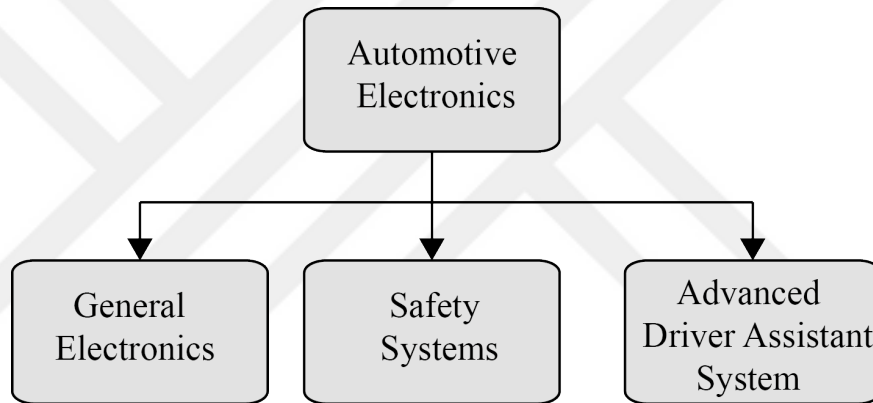 Automotive
Electronics
General
Electronics
Safety
Systems
Advanced
Driver Assistant
System